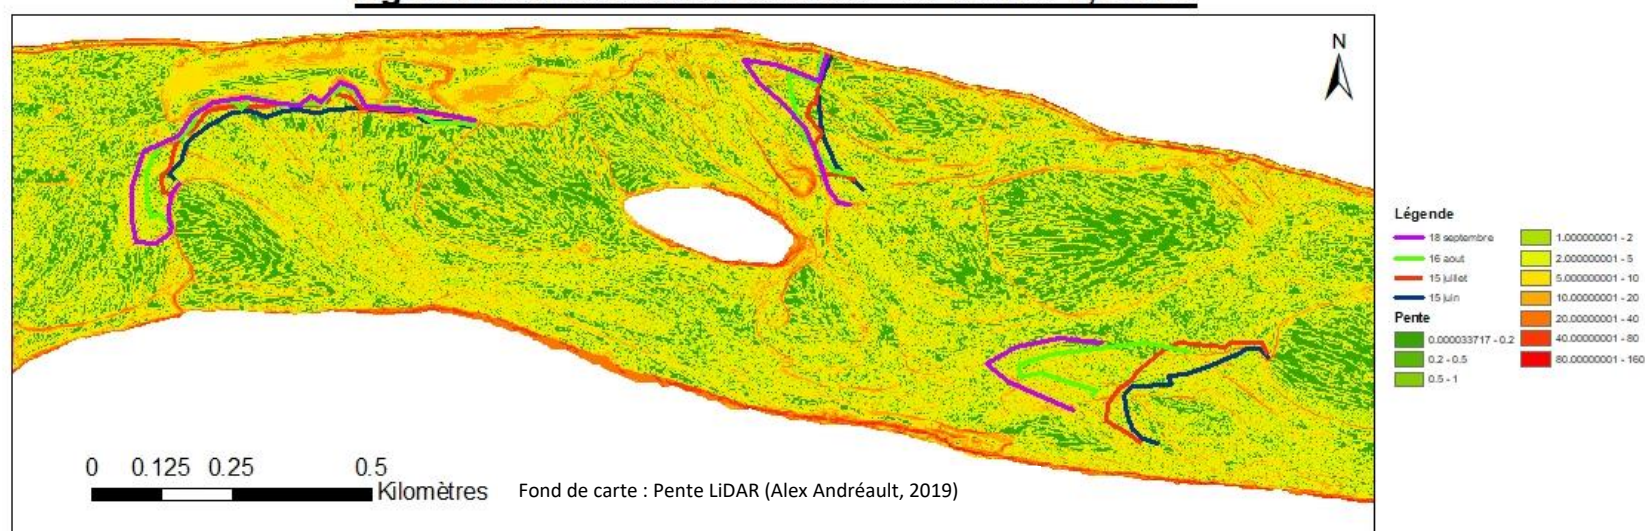 N
Légende
18 septembre
16 aout
15 juillet
15 juin
Pente
0.000033717 - 0.2
0.2 - 0.5
0.5 - 1
1.000000001 - 2
2.000000001 - 5
5.000000001 - 10
10.00000001 - 20
20.00000001 - 40
40.00000001 - 80
80.00000001 - 160
0 0.125 0.25 0.5
Kilomètres
Fond de carte : Pente LiDAR (Alex Andréault, 2019)